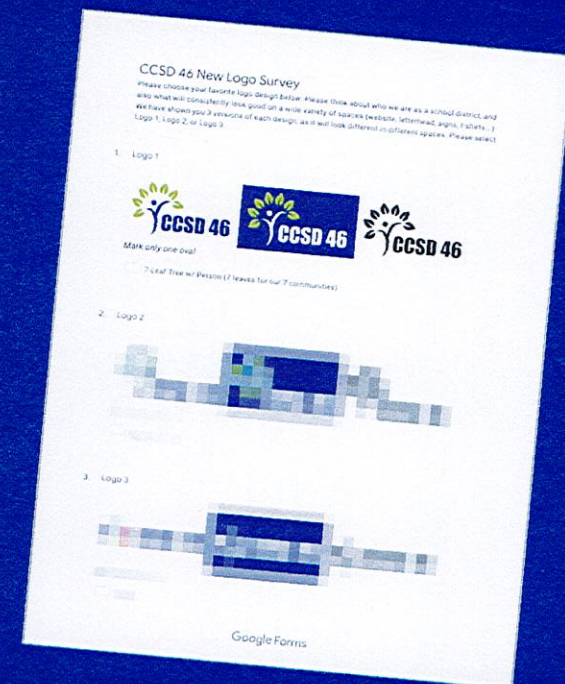 CCSD 46 New Logo Survey
Please choose your favorite logo design below. Please think about who we are as a school district, and
also what will consistently look good on a wide variety of spaces (website, letterhead, signs, t-shirts...)
We have shown you 3 versions of each design, as it will look different in different spaces. Please select
Logo 1, Logo 2, or Logo 3.
1. Logo 1
CCSD 46 CCSD 46 CCSD 46
Mark only one oval
7-Leaf Tree w/ Person (7 leaves for our 7 communities)
2. Logo 2
3. Logo 3
Google Forms